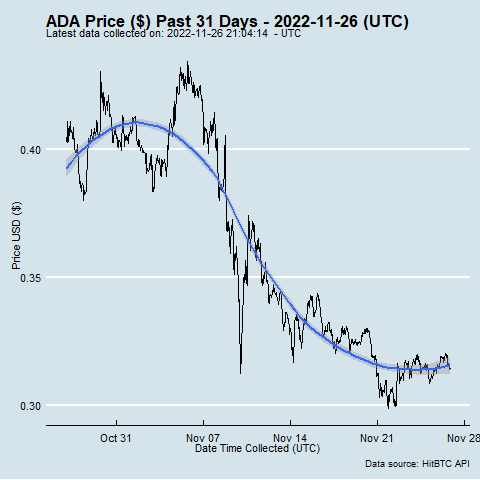 ADA Price ($) Past 31 Days - 2022-11-26 (UTC)
Latest data collected on: 2022-11-26 21:04:14  - UTC
Price USD ($)
0.40
0.35
0.30
Oct 31 Nov 07 Nov 14 Nov 21 Nov 28
Date Time Collected (UTC)
Data source: HitBTC API